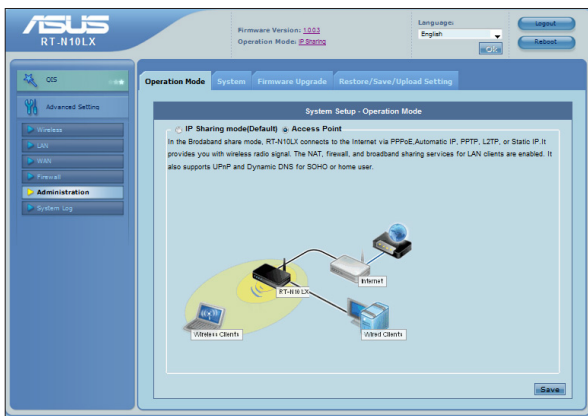 ASUS
RT-N10LX
Firmware Version: 1.0.0.3
Operation Mode: IP Sharing
Language:
English
OK
Logout
Reboot
QIS
Advanced Setting
Wireless
LAN
WAN
Firewall
Administration
System Log
Operation Mode
System
Firmware Upgrade
Restore/Save/Upload Setting
System Setup - Operation Mode
IP Sharing mode(Default) Access Point
In the Brodaband share mode, RT-N10LX connects to the Internet via PPPoE,Automatic IP, PPTP, L2TP, or Static IP.It
provides you with wireless radio signal. The NAT, firewall, and broadband sharing services for LAN clients are enabled. It
also supports UPnP and Dynamic DNS for SOHO or home user.
Internet
RT-N10LX
Wireless Clients
Wired Clients
Save